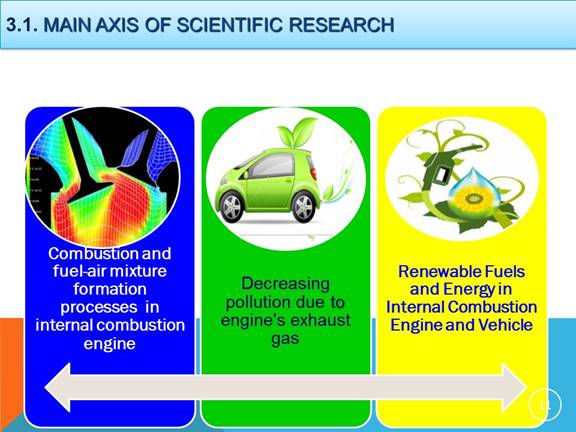 3.1. MAIN AXIS OF SCIENTIFIC RESEARCH
Combustion and
fuel-air mixture
formation
processes in
internal combustion
engine
Decreasing
pollution due to
engine's exhaust
gas
Renewable Fuels
and Energy in
Internal Combustion
Engine and Vehicle
11